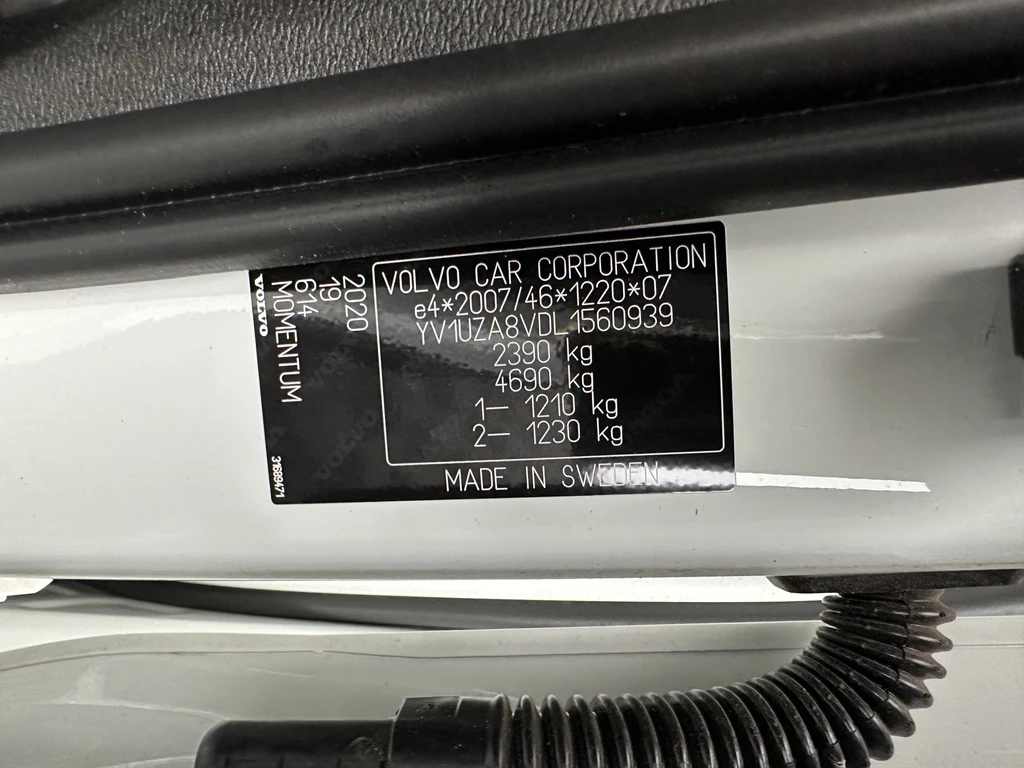 VOLVO CAR CORPORATION
e4*2007/46*1220*07
YV1UZA8VDL1560939
2390 kg
4690 kg
1– 1210 kg
2– 1230 kg
MADE IN SWEDEN
2020
19
614
MOMENTUM
VOLVO
31689471